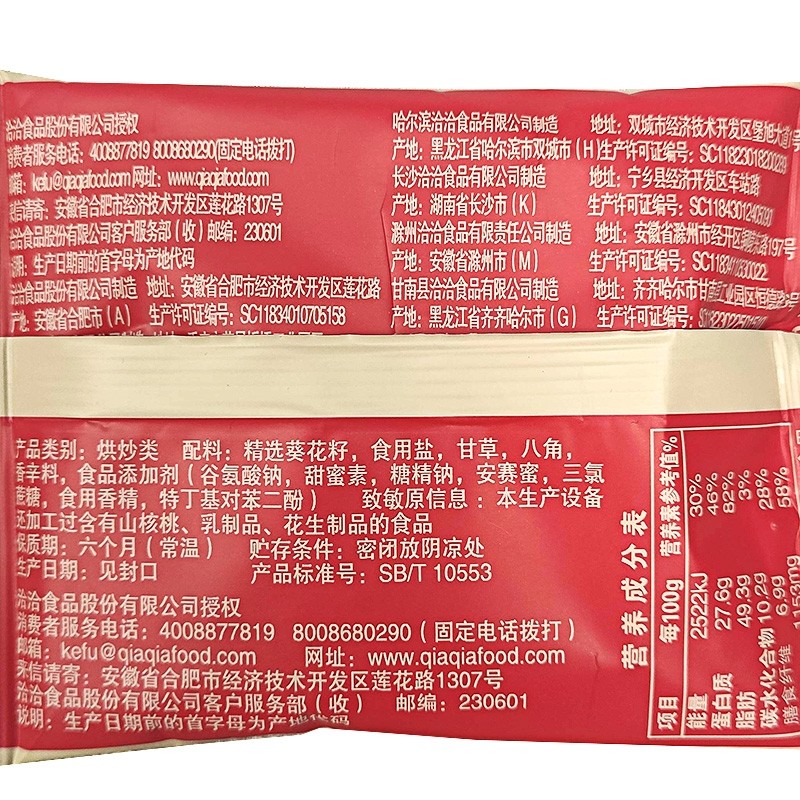 洽洽食品股份有限公司授权
消费者服务电话：4008877819 8008680290(固定电话拨打)
邮箱：kefu@qiaqiafood.com 网址：www.qiaqiafood.com
来信请寄：安徽省合肥市经济技术开发区莲花路1307号
洽洽食品股份有限公司客户服务部（收）邮编：230601
说明：生产日期前的首字母为产地代码
洽洽食品股份有限公司制造 地址：安徽省合肥市经济技术开发区莲花路
产地：安徽省合肥市（A） 生产许可证编号：SC11834010705158
哈尔滨洽洽食品有限公司制造 地址：双城市经济技术开发区堡旭大道1号
产地：黑龙江省哈尔滨市双城市（H）生产许可证编号：
长沙洽洽食品有限公司制造 地址：宁乡县经济开发区车站路
产地：湖南省长沙市（K） 生产许可证编号：
滁州洽洽食品有限责任公司制造 地址：安徽省滁州市经开区
产地：安徽省滁州市（M） 生产许可证编号：
甘南县洽洽食品有限公司制造 地址：齐齐哈尔市甘南工业园区
产地：黑龙江省齐齐哈尔市（G） 生产许可证编号：
产品类别：烘炒类 配料：精选葵花籽，食用盐，甘草，八角，
香辛料，食品添加剂（谷氨酸钠，甜蜜素，糖精钠，安赛蜜，三氯
蔗糖，食用香精，特丁基对苯二酚） 致敏原信息：本生产设备
还加工过含有山核桃、乳制品、花生制品的食品
保质期：六个月（常温） 贮存条件：密闭放阴凉处
生产日期：见封口 产品标准号：SB/T 10553
洽洽食品股份有限公司授权
消费者服务电话：4008877819 8008680290（固定电话拨打）
邮箱：kefu@qiaqiafood.com 网址：www.qiaqiafood.com
来信请寄：安徽省合肥市经济技术开发区莲花路1307号
洽洽食品股份有限公司客户服务部（收） 邮编：230601
说明：生产日期前的首字母为产地代码
营养成分表
项目 每100g 营养素参考值%
能量 2522kJ 30%
蛋白质 27.6g 46%
脂肪 49.3g 82%
碳水化合物 10.2g 3%
膳食纤维 6.9g 28%
1153mg 58%